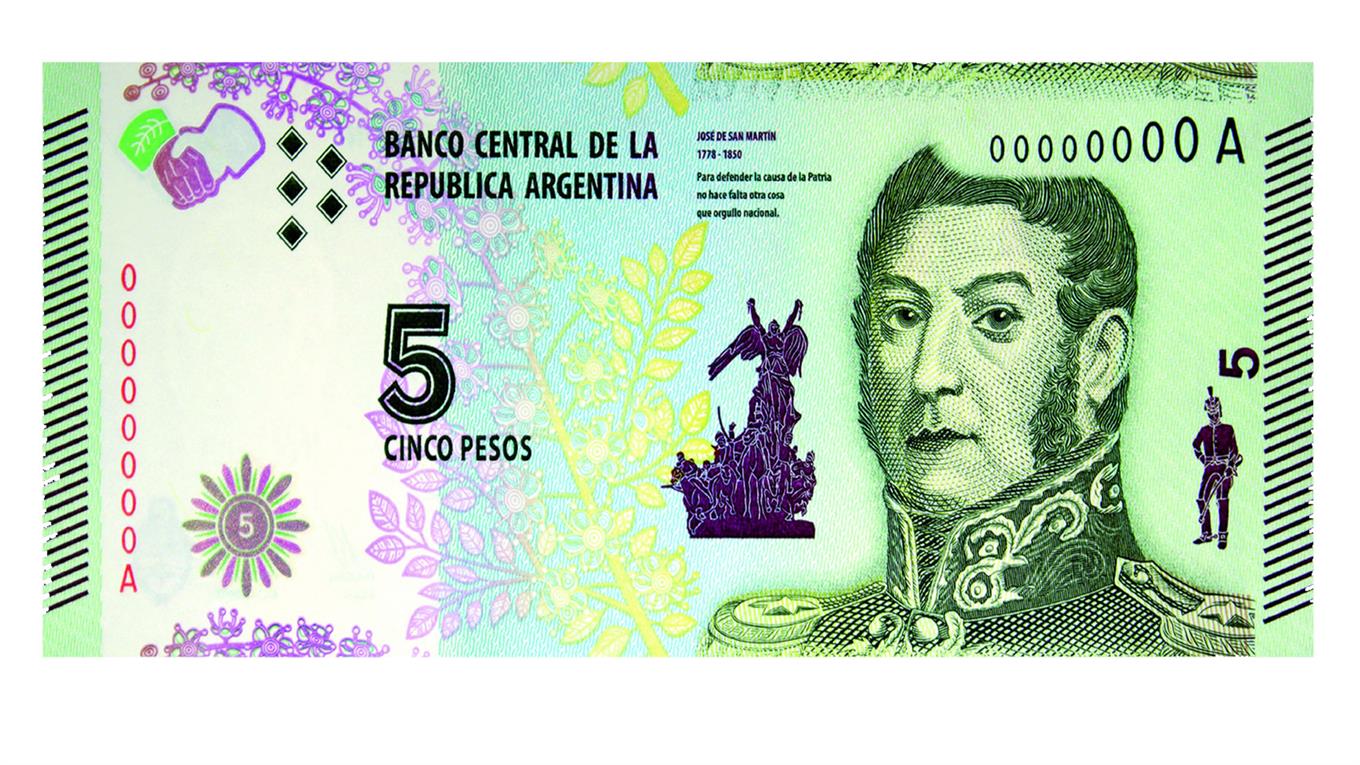 BANCO CENTRAL DE LA
REPUBLICA ARGENTINA
JOSÉ DE SAN MARTÍN
1778 - 1850
Para defender la causa de la Patria
no hace falta otra cosa
que orgullo nacional.
00000000 A
00000000 A
5
CINCO PESOS
5
5